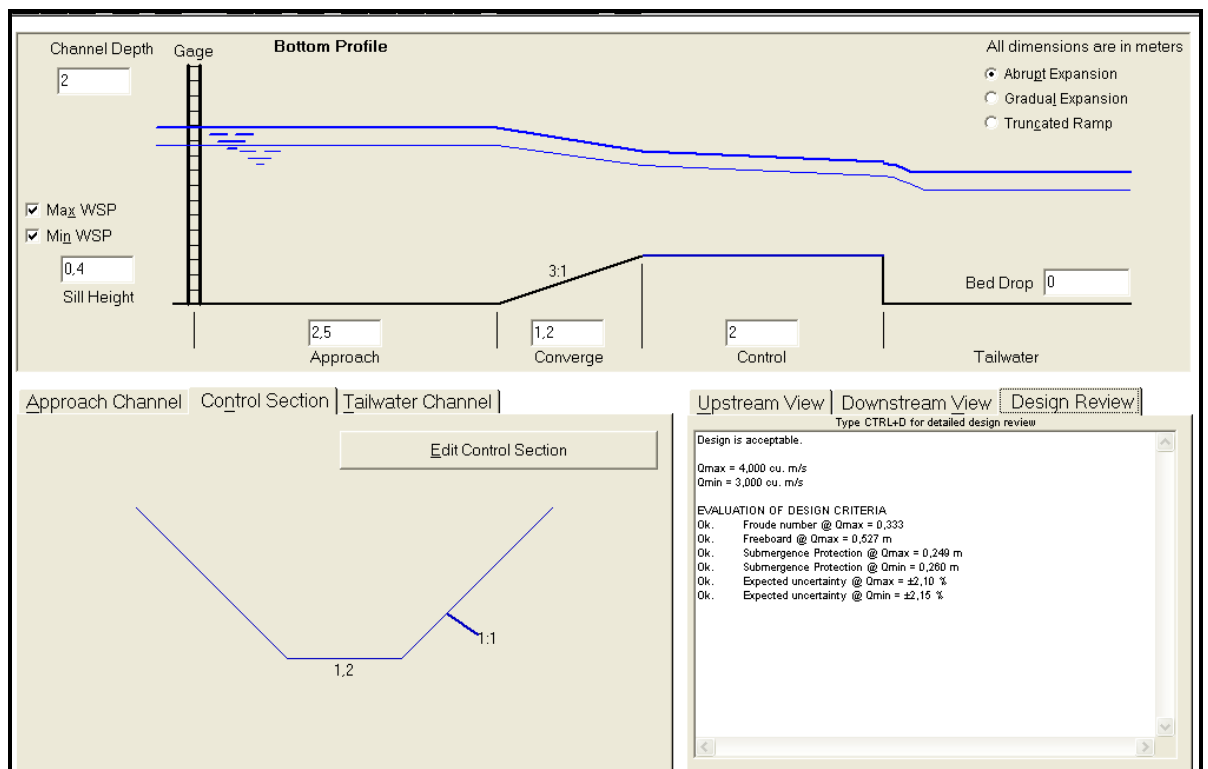 Channel Depth
Gage
Bottom Profile
All dimensions are in meters
2
Abrupt Expansion
Gradual Expansion
Truncated Ramp
Max WSP
Min WSP
0,4
Sill Height
3:1
Bed Drop 0
2,5
1,2
2
Approach
Converge
Control
Tailwater
Approach Channel
Control Section
Tailwater Channel
Upstream View
Downstream View
Design Review
Type CTRL+D for detailed design review
Edit Control Section
1:1
1,2
Design is acceptable.
Qmax = 4,000 cu. m/s
Qmin = 3,000 cu. m/s
EVALUATION OF DESIGN CRITERIA
Ok. Froude number @ Qmax = 0,333
Ok. Freeboard @ Qmax = 0,527 m
Ok. Submergence Protection @ Qmax = 0,249 m
Ok. Submergence Protection @ Qmin = 0,260 m
Ok. Expected uncertainty @ Qmax = ±2,10 %
Ok. Expected uncertainty @ Qmin = ±2,15 %